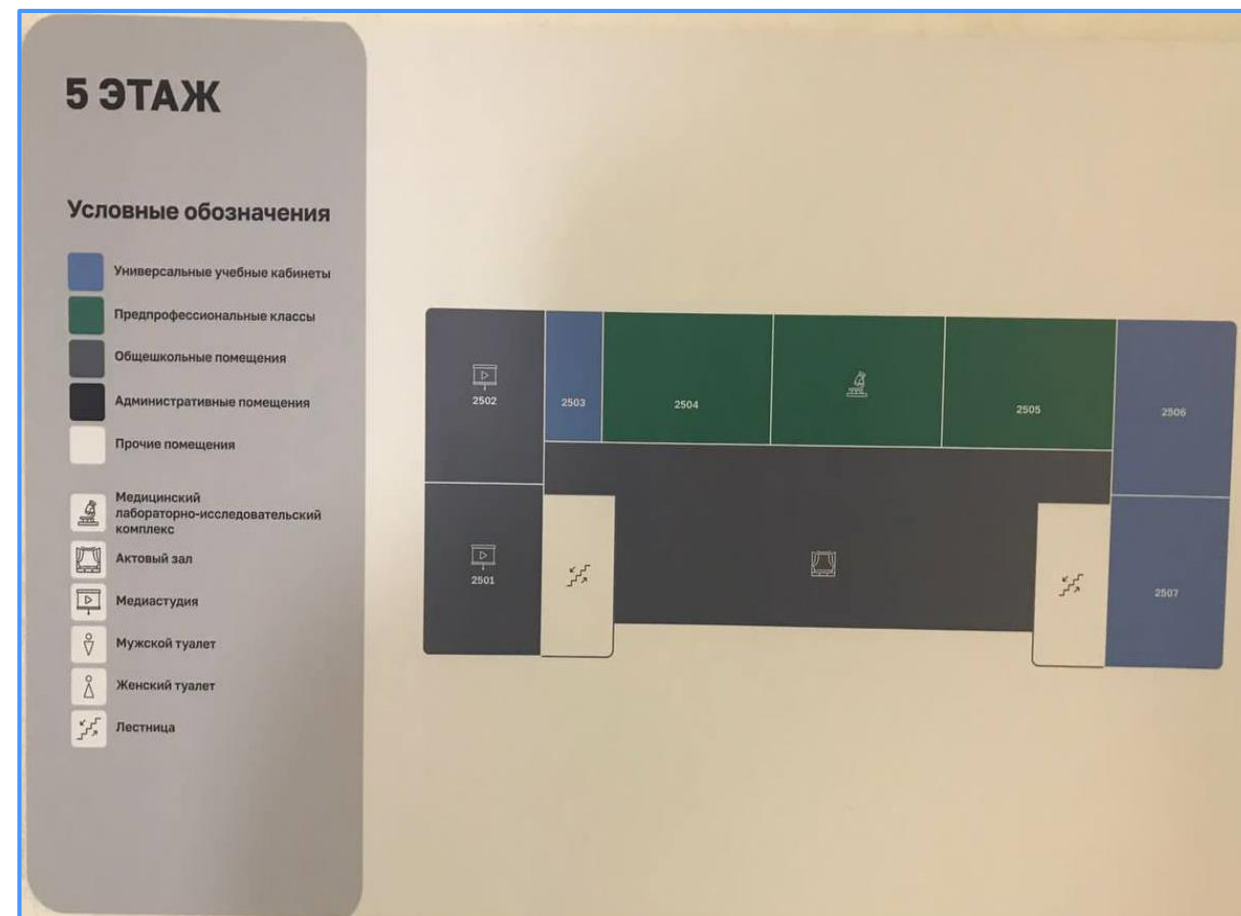 5 ЭТАЖ
Условные обозначения
Универсальные учебные кабинеты
Предпрофессиональные классы
Общешкольные помещения
Административные помещения
Прочие помещения
Медицинский
лабораторно-исследовательский
комплекс
Актовый зал
Медиастудия
Мужской туалет
Женский туалет
Лестница
2502
2503
2504
2505
2506
2501
2507